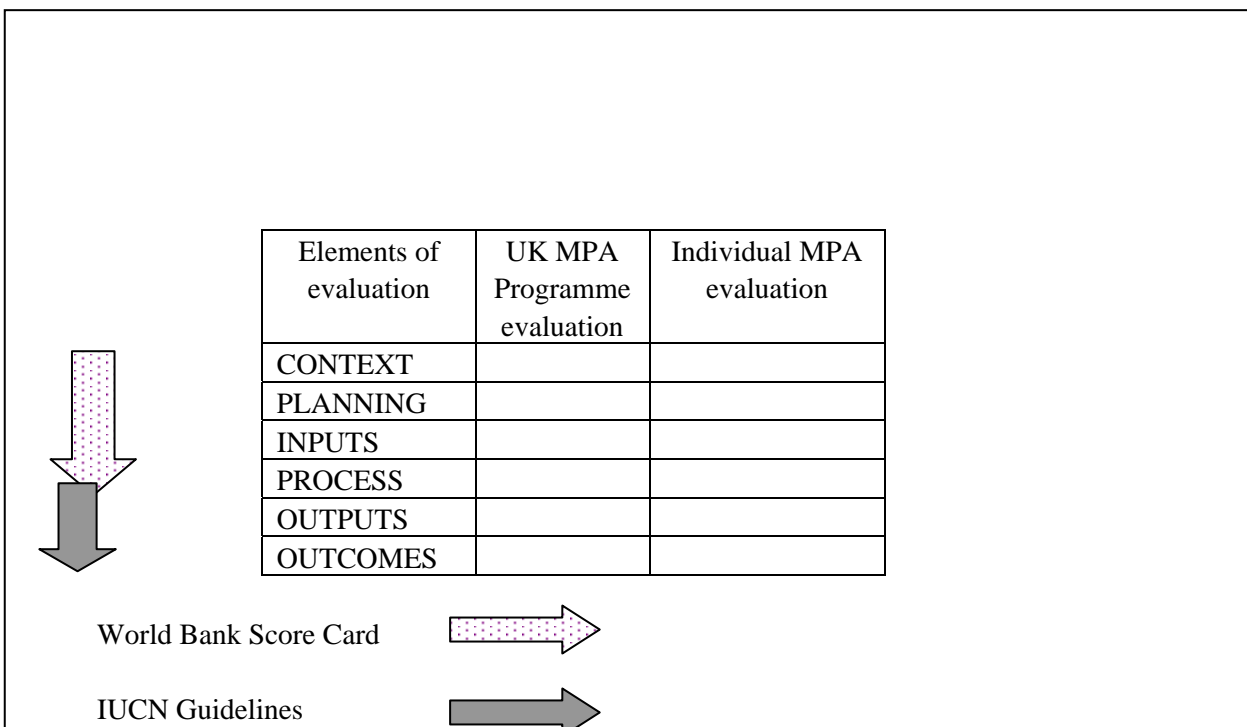 Elements of
evaluation
UK MPA
Programme
evaluation
Individual MPA
evaluation
CONTEXT
PLANNING
INPUTS
PROCESS
OUTPUTS
OUTCOMES
World Bank Score Card
IUCN Guidelines